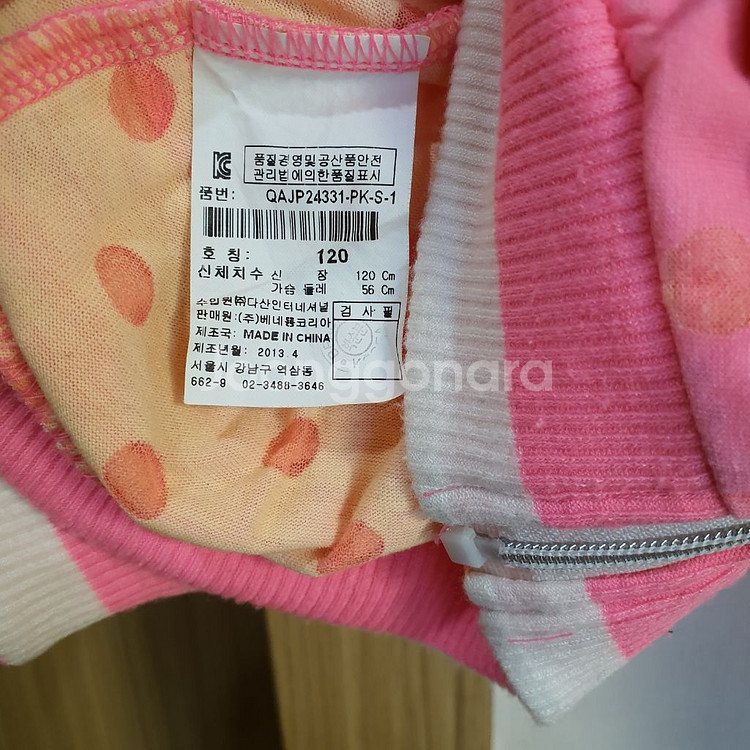 품질경영및공산품안전
관리법에의한품질표시
품번: QAJP24331-PK-S-1
호 칭: 120
신체치수 신 장 120 Cm
가슴 둘레 56 Cm
수입원:㈜다산인터네셔널
검 사 필
판매원:(주)베네통코리아
제조국: MADE IN CHINA
제조년월: 2013.4
서울시 강남구 역삼동
662-9 02-3488-3646